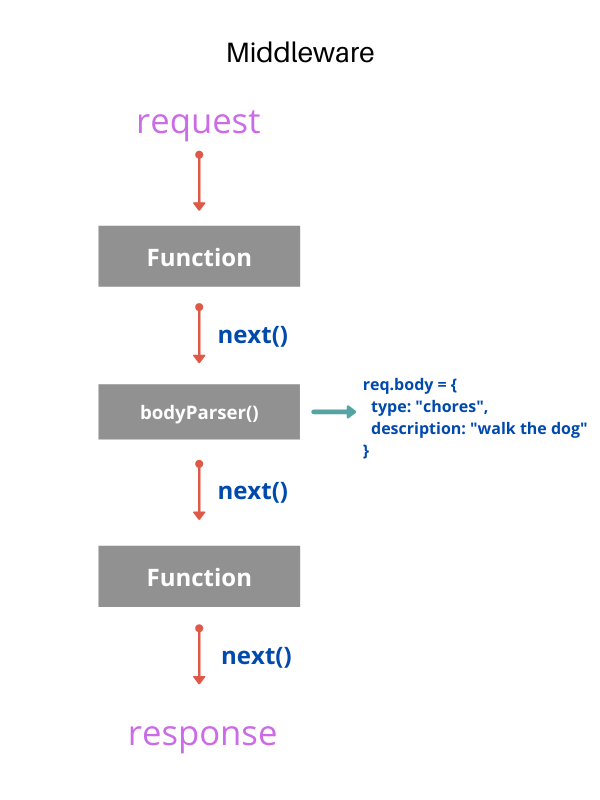 Middleware
request
Function
next()
bodyParser()
req.body = {
type: "chores",
description: "walk the dog"
}
next()
Function
next()
response